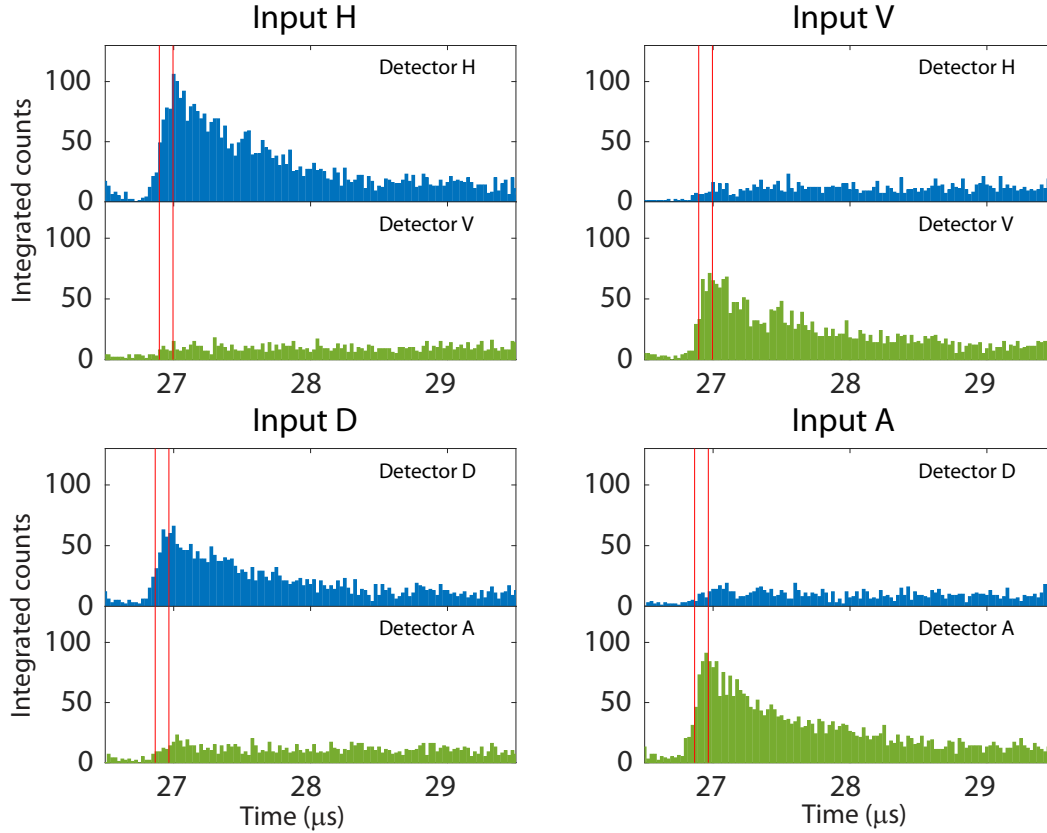 Input H
Input V
Integrated counts
100
50
0
Detector H
100
50
0
Detector V
27
28
29
100
50
0
Detector H
100
50
0
Detector V
27
28
29
Input D
Input A
Integrated counts
100
50
0
Detector D
100
50
0
Detector A
27
28
29
Time (μs)
100
50
0
Detector D
100
50
0
Detector A
27
28
29
Time (μs)